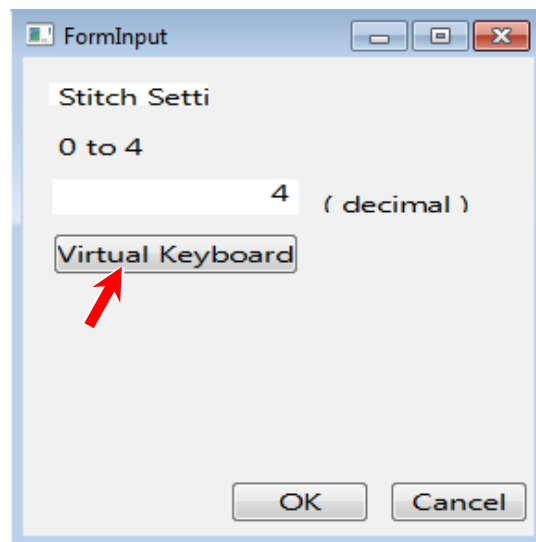 FormInput
Stitch Setti
0 to 4
4 ( decimal )
Virtual Keyboard
OK Cancel